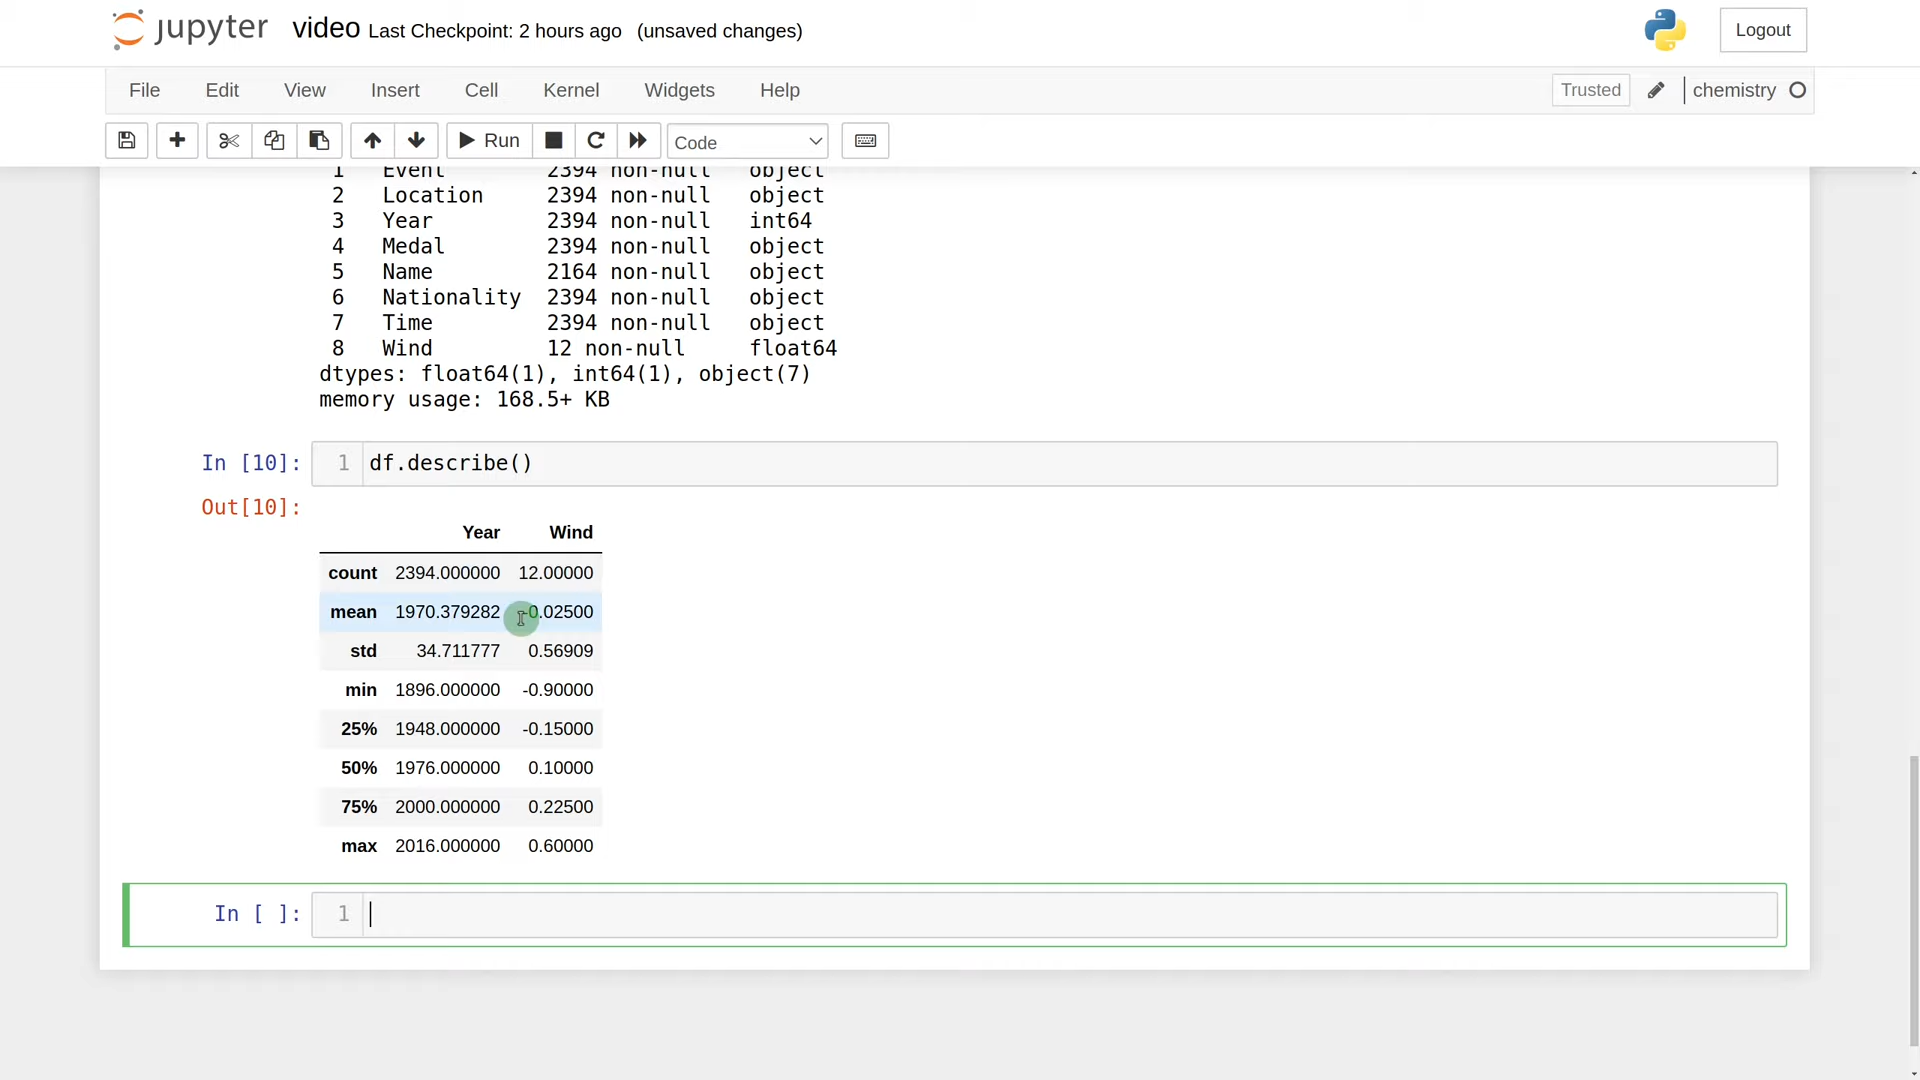 jupyter video Last Checkpoint: 2 hours ago (unsaved changes) Logout
File Edit View Insert Cell Kernel Widgets Help Trusted chemistry
Run Code
1 Event 2394 non-null object
2 Location 2394 non-null object
3 Year 2394 non-null int64
4 Medal 2394 non-null object
5 Name 2164 non-null object
6 Nationality 2394 non-null object
7 Time 2394 non-null object
8 Wind 12 non-null float64
dtypes: float64(1), int64(1), object(7)
memory usage: 168.5+ KB
In [10]: 1 df.describe()
Out[10]:
Year Wind
count 2394.000000 12.00000
mean 1970.379282 -0.02500
std 34.711777 0.56909
min 1896.000000 -0.90000
25% 1948.000000 -0.15000
50% 1976.000000 0.10000
75% 2000.000000 0.22500
max 2016.000000 0.60000
In [ ]: 1